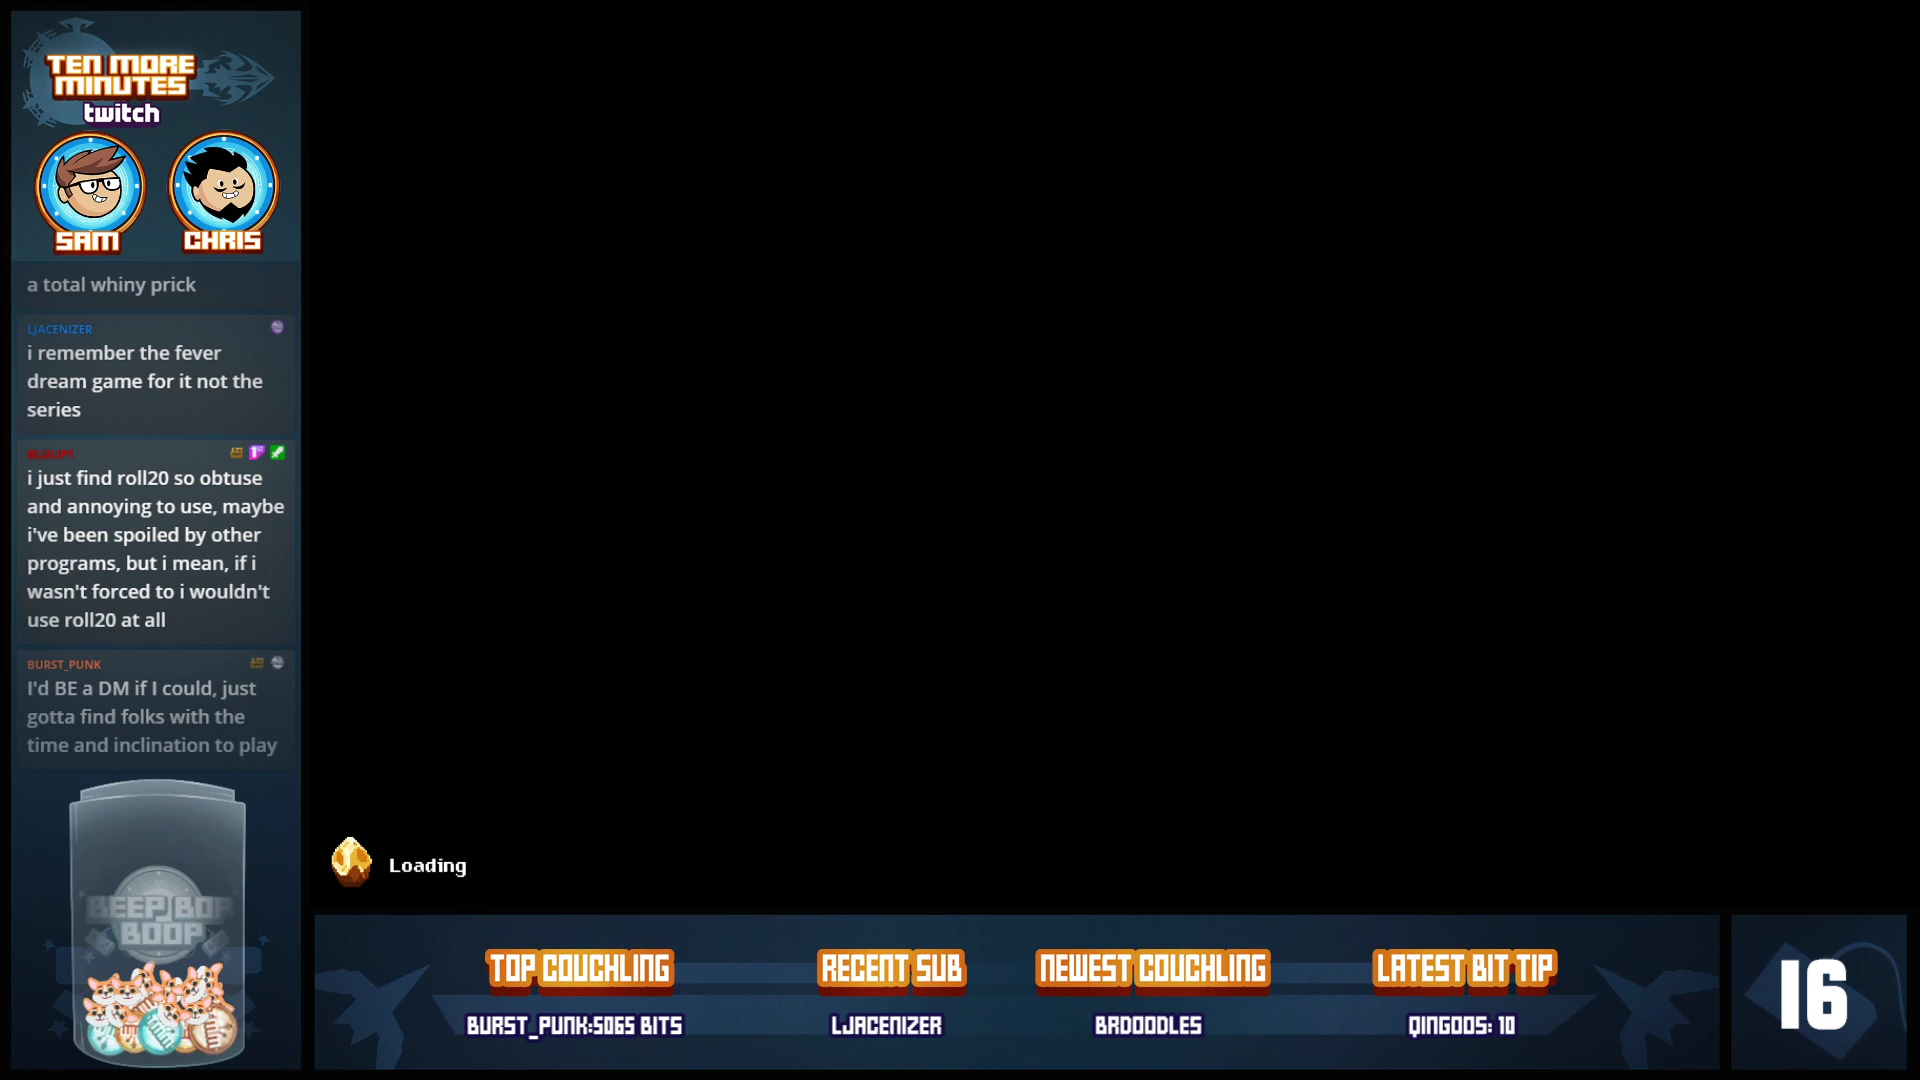 TEN MORE
MINUTES
twitch
SAM
CHRIS
a total whiny prick
LJACENIZER
i remember the fever
dream game for it not the
series
i just find roll20 so obtuse
and annoying to use, maybe
i've been spoiled by other
programs, but i mean, if i
wasn't forced to i wouldn't
use roll20 at all
BURST_PUNK
I'd BE a DM if I could, just
gotta find folks with the
time and inclination to play
BEEP BOP
BOOP
Loading
TOP COUCHLING
BURST_PUNK:5065 BITS
RECENT SUB
LJACENIZER
NEWEST COUCHLING
BRDOODLES
LATEST BIT TIP
QINGODS: 10
16